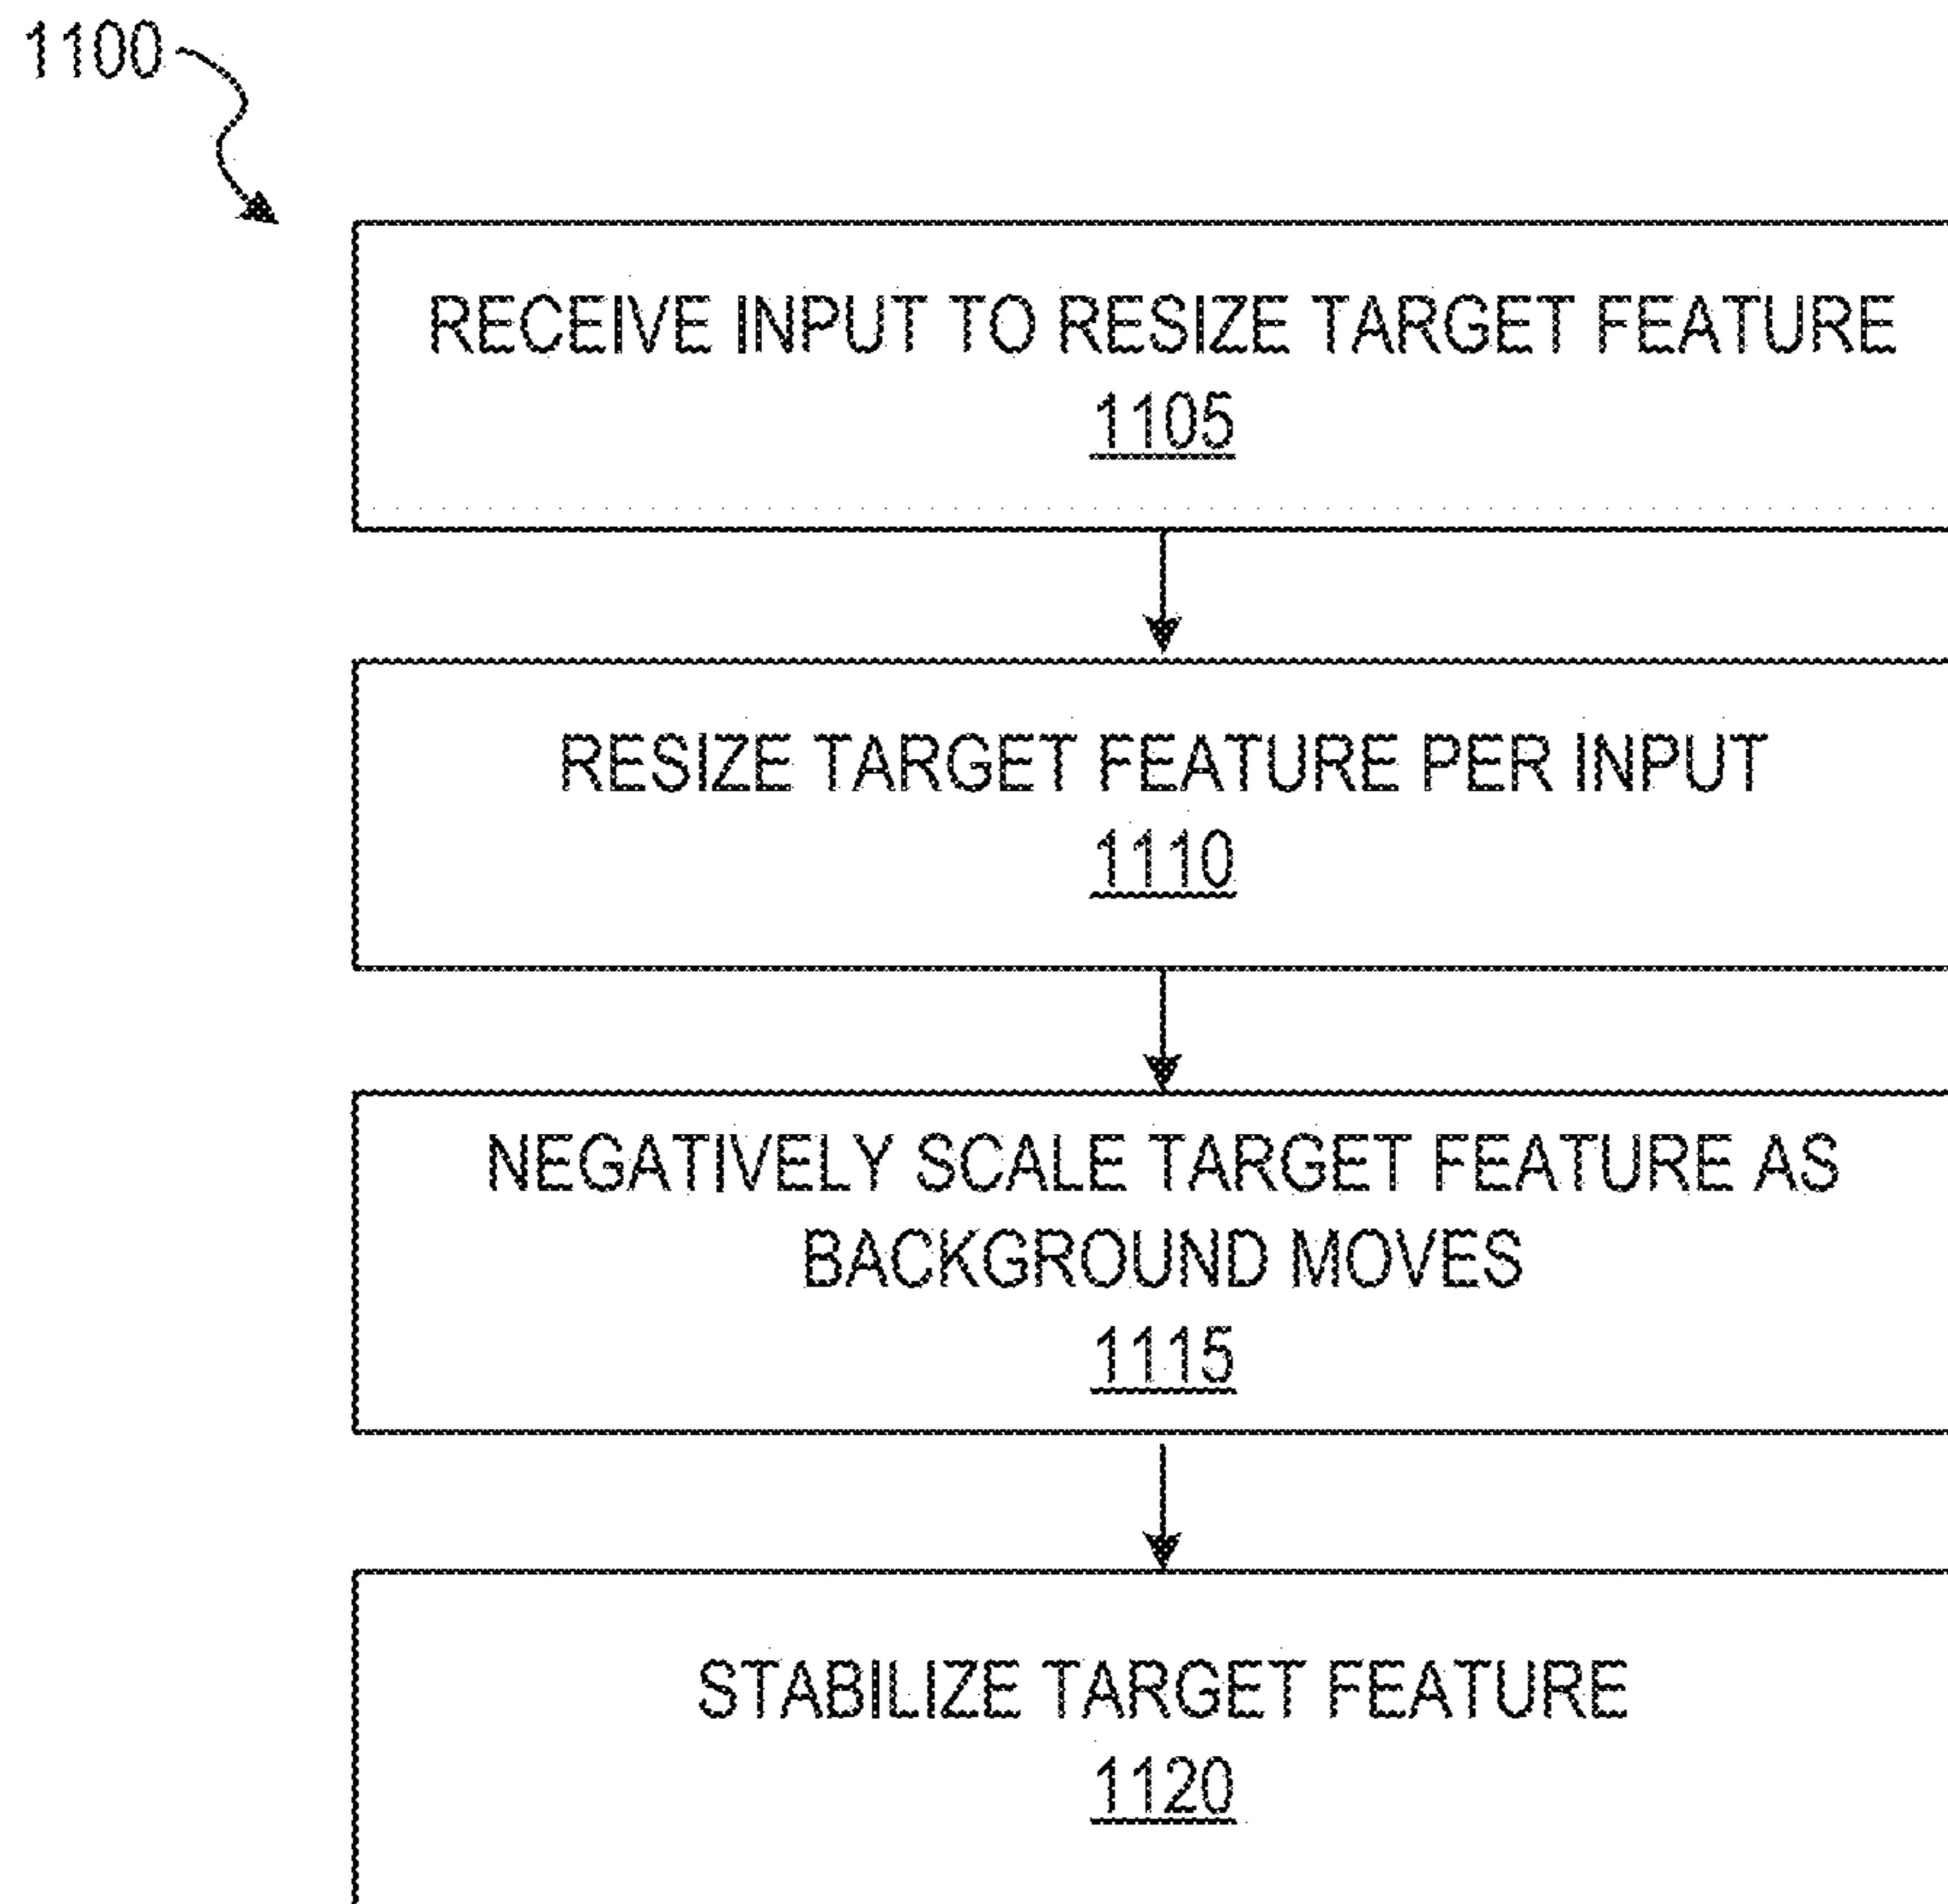 1100
RECEIVE INPUT TO RESIZE TARGET FEATURE
1105
RESIZE TARGET FEATURE PER INPUT
1110
NEGATIVELY SCALE TARGET FEATURE AS
BACKGROUND MOVES
1115
STABILIZE TARGET FEATURE
1120